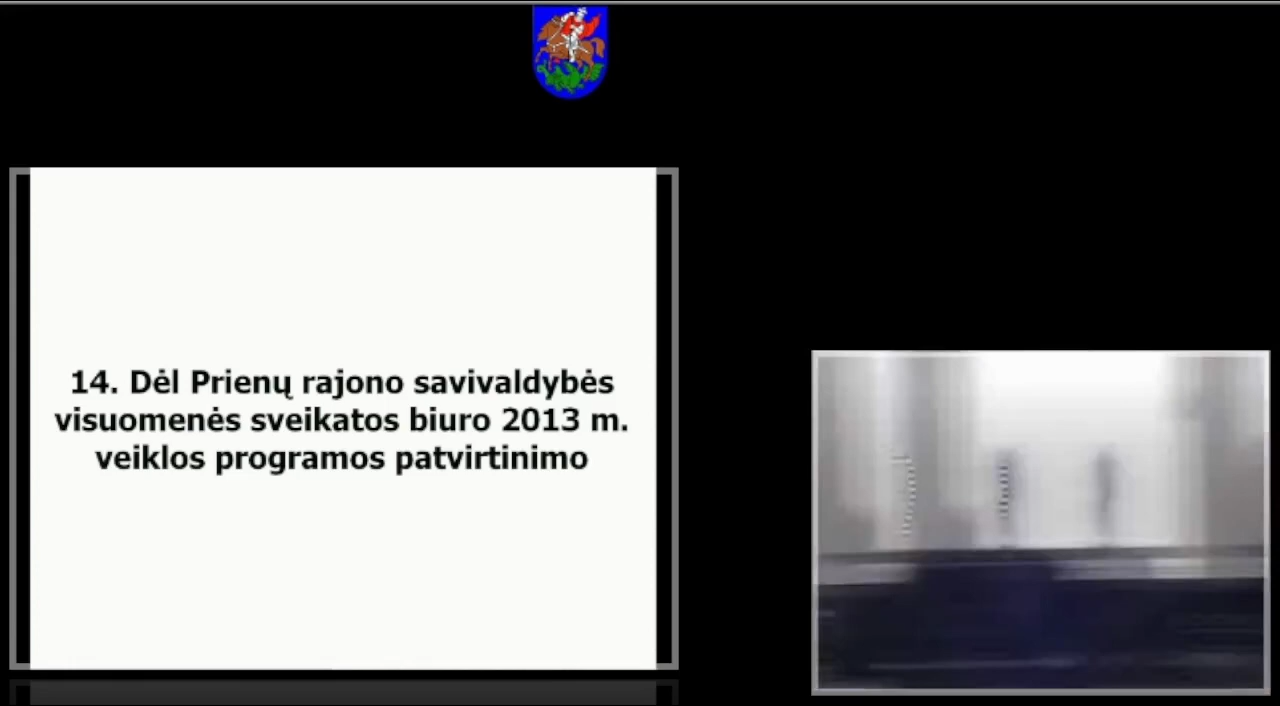 14. Dėl Prienų rajono savivaldybės
visuomenės sveikatos biuro 2013 m.
veiklos programos patvirtinimo